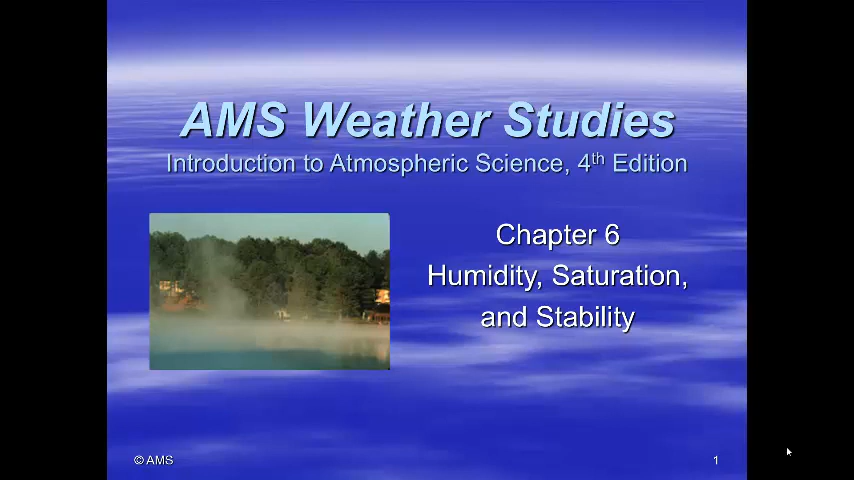 AMS Weather Studies
Introduction to Atmospheric Science, 4th Edition
Chapter 6
Humidity, Saturation,
and Stability
© AMS
1